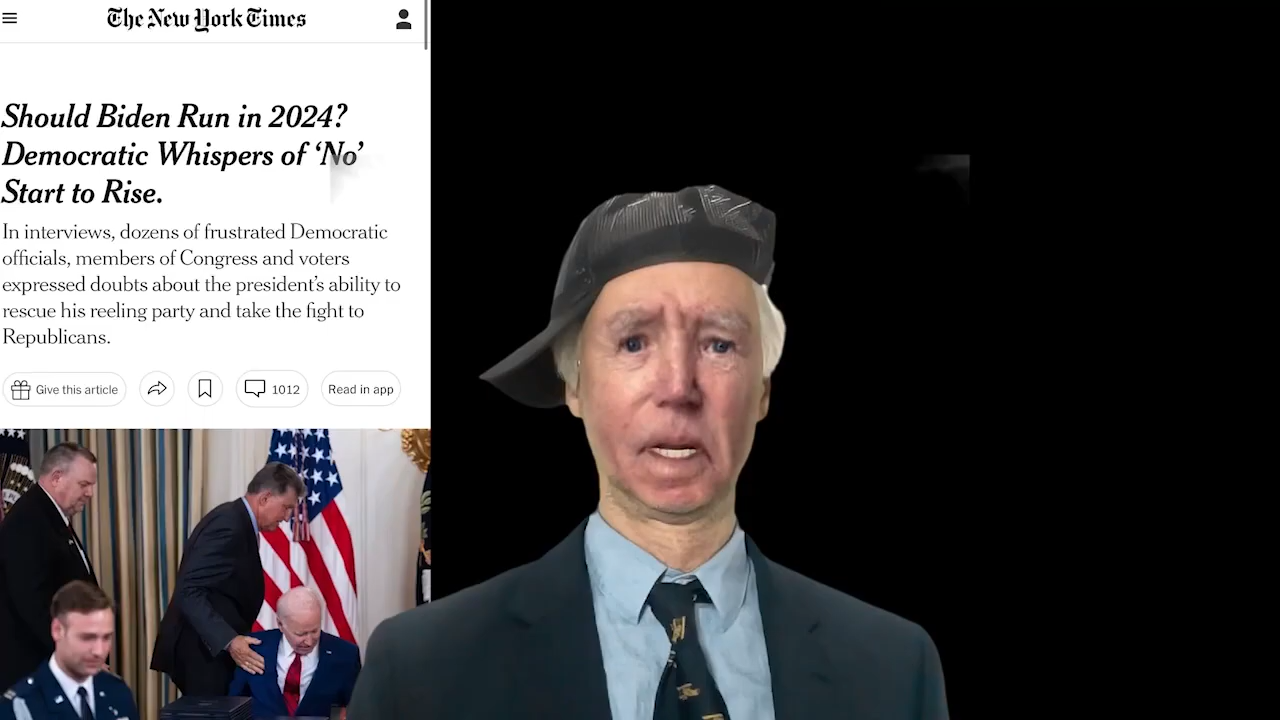 The New York Times
Should Biden Run in 2024?
Democratic Whispers of ‘No’
Start to Rise.
In interviews, dozens of frustrated Democratic
officials, members of Congress and voters
expressed doubts about the president’s ability to
rescue his reeling party and take the fight to
Republicans.
Give this article
1012
Read in app